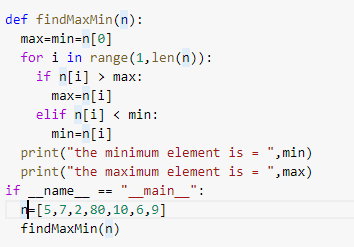 def findMaxMin(n):
  max=min=n[0]
  for i in range(1,len(n)):
    if n[i] > max:
      max=n[i]
    elif n[i] < min:
      min=n[i]
  print("the minimum element is = ",min)
  print("the maximum element is = ",max)
if __name__ == "__main__":
  n=[5,7,2,80,10,6,9]
  findMaxMin(n)